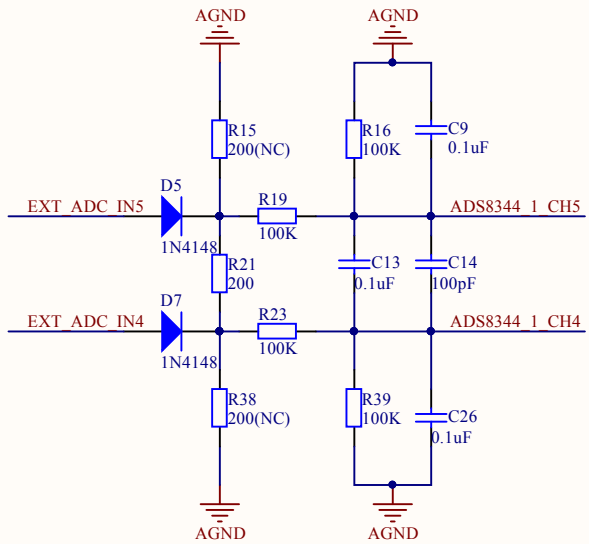 AGND
AGND
R15
200(NC)
R16
100K
C9
0.1uF
D5
EXT_ADC_IN5
1N4148
R19
100K
ADS8344_1_CH5
R21
200
C13
0.1uF
C14
100pF
D7
EXT_ADC_IN4
1N4148
R23
100K
ADS8344_1_CH4
R38
200(NC)
R39
100K
C26
0.1uF
AGND
AGND